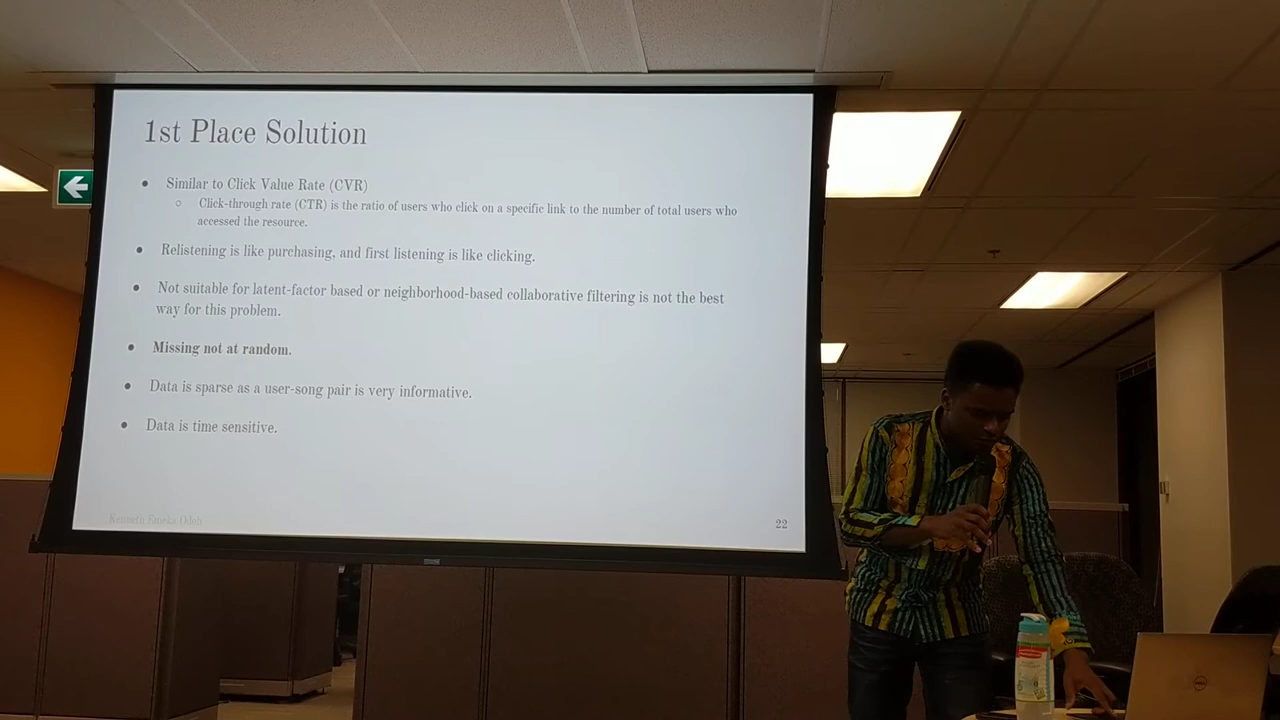 1st Place Solution
● Similar to Click Value Rate (CVR)
○ Click-through rate (CTR) is the ratio of users who click on a specific link to the number of total users who
accessed the resource.
● Relistening is like purchasing, and first listening is like clicking.
● Not suitable for latent-factor based or neighborhood-based collaborative filtering is not the best
way for this problem.
● Missing not at random.
● Data is sparse as a user-song pair is very informative.
● Data is time sensitive.
Kenneth Emeka Odoh
22
DELL